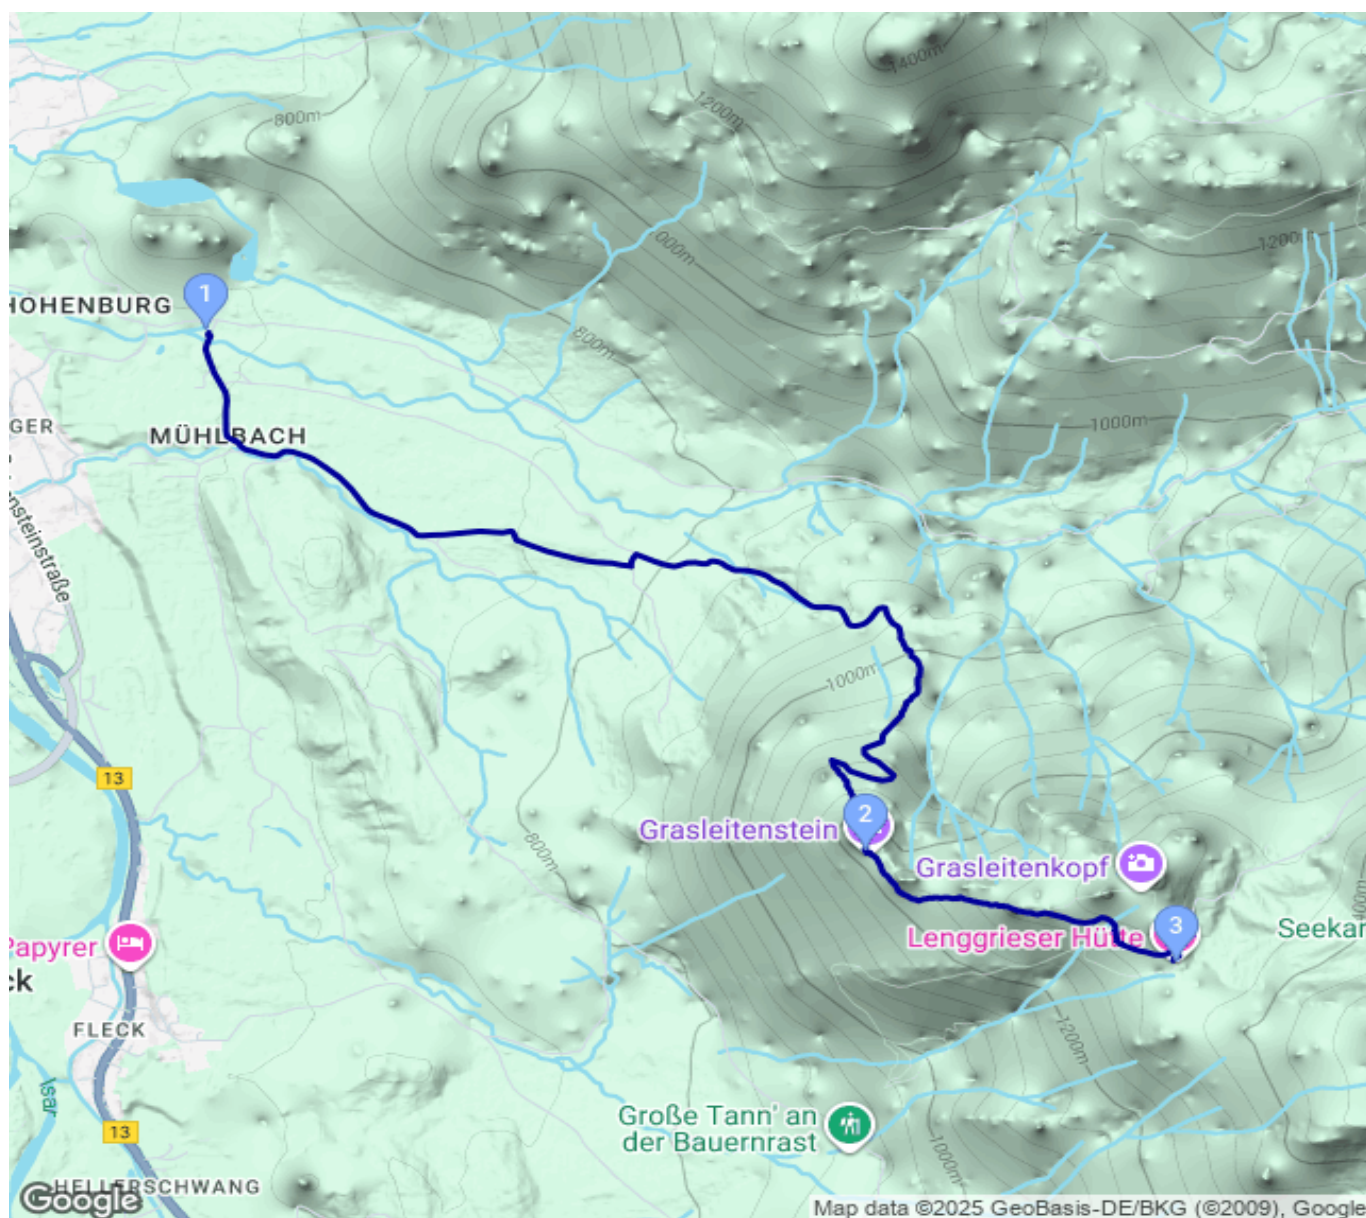 1400m
1200m
800m
1000m
1200m
1
HOHENBURG
800m
1000m
GER
MÜHLBACH
nsteinstraße
1000m
13
2
Grasleitenstein
800m
Grasleitenkopf
3
Papyrer
Lenggrieser Hütte
Seekar
ck
FLECK
1200m
Isar
Große Tann' an
der Bauernrast
13
1000m
HELLERSCHWANG
Google
Map data ©2025 GeoBasis-DE/BKG (©2009), Google